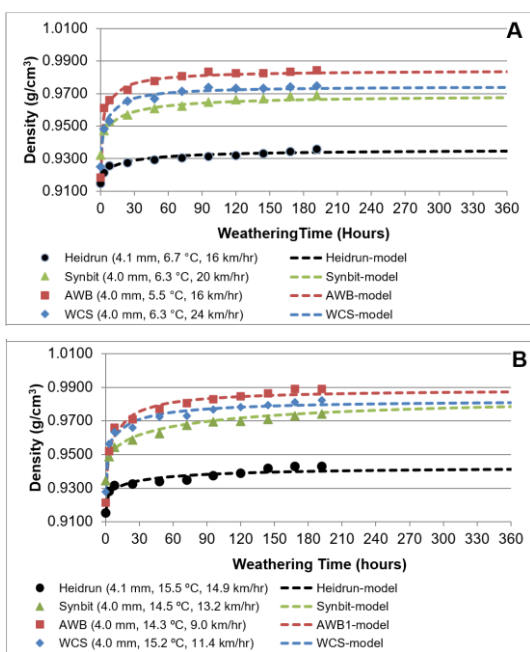 A
1.0100
0.9900
0.9700
0.9500
0.9300
0.9100
Density (g/cm³)
0 30 60 90 120 150 180 210 240 270 300 330 360
WeatheringTime (Hours)
Heidrun (4.1 mm, 6.7 °C, 16 km/hr) Heidrun-model
Synbit (4.0 mm, 6.3 °C, 20 km/hr) Synbit-model
AWB (4.0 mm, 5.5 °C, 16 km/hr) AWB-model
WCS (4.0 mm, 6.3 °C, 24 km/hr) WCS-model
B
1.0100
0.9900
0.9700
0.9500
0.9300
0.9100
Density (g/cm³)
0 30 60 90 120 150 180 210 240 270 300 330 360
Weathering Time (hours)
Heidrun (4.1 mm, 15.5 ºC, 14.9 km/hr) Heidrun-model
Synbit (4.0 mm, 14.5 ºC, 13.2 km/hr) Synbit-model
AWB (4.0 mm, 14.3 ºC, 9.0 km/hr) AWB1-model
WCS (4.0 mm, 15.2 ºC, 11.4 km/hr) WCS-model